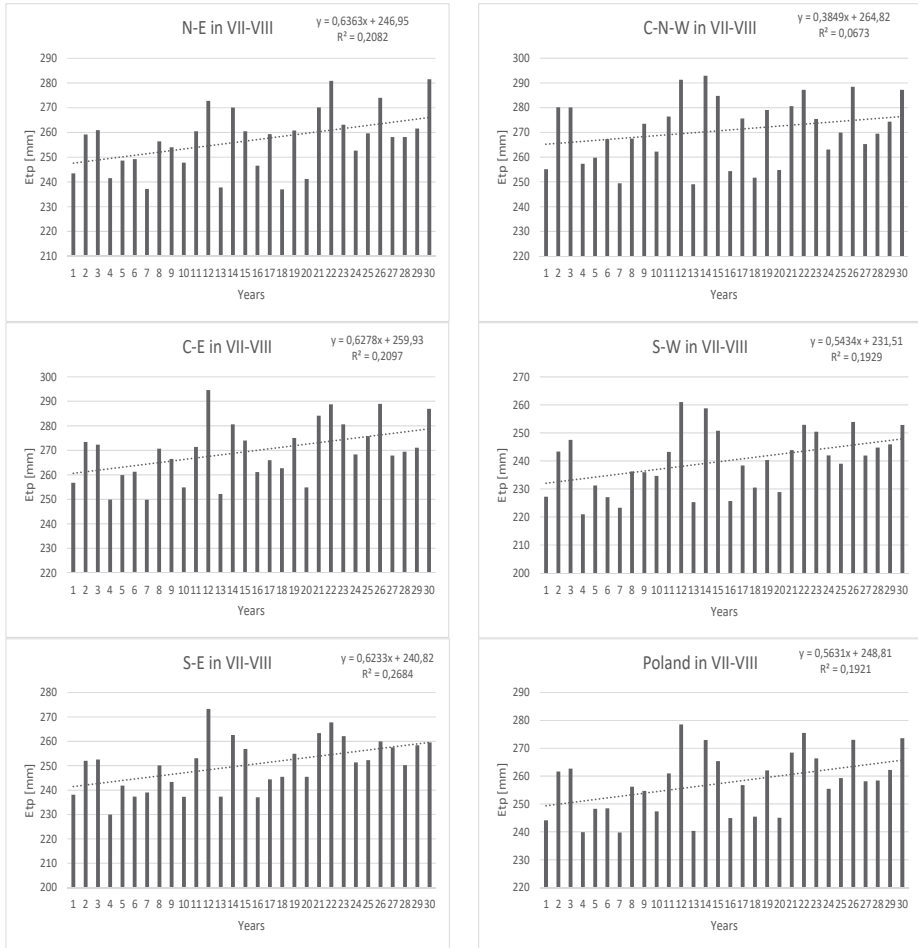 N-E in VII-VIII
y = 0,6363x + 246,95
R² = 0,2082
Etp [mm]
290
280
270
260
250
240
230
220
210
1 2 3 4 5 6 7 8 9 10 11 12 13 14 15 16 17 18 19 20 21 22 23 24 25 26 27 28 29 30
Years
C-N-W in VII-VIII
y = 0,3849x + 264,82
R² = 0,0673
Etp [mm]
300
290
280
270
260
250
240
230
220
1 2 3 4 5 6 7 8 9 10 11 12 13 14 15 16 17 18 19 20 21 22 23 24 25 26 27 28 29 30
Years
C-E in VII-VIII
y = 0,6278x + 259,93
R² = 0,2097
Etp [mm]
300
290
280
270
260
250
240
230
220
1 2 3 4 5 6 7 8 9 10 11 12 13 14 15 16 17 18 19 20 21 22 23 24 25 26 27 28 29 30
Years
S-W in VII-VIII
y = 0,5434x + 231,51
R² = 0,1929
Etp [mm]
270
260
250
240
230
220
210
200
1 2 3 4 5 6 7 8 9 10 11 12 13 14 15 16 17 18 19 20 21 22 23 24 25 26 27 28 29 30
Years
S-E in VII-VIII
y = 0,6233x + 240,82
R² = 0,2684
Etp [mm]
280
270
260
250
240
230
220
210
200
1 2 3 4 5 6 7 8 9 10 11 12 13 14 15 16 17 18 19 20 21 22 23 24 25 26 27 28 29 30
Years
Poland in VII-VIII
y = 0,5631x + 248,81
R² = 0,1921
Etp [mm]
290
280
270
260
250
240
230
220
1 2 3 4 5 6 7 8 9 10 11 12 13 14 15 16 17 18 19 20 21 22 23 24 25 26 27 28 29 30
Years